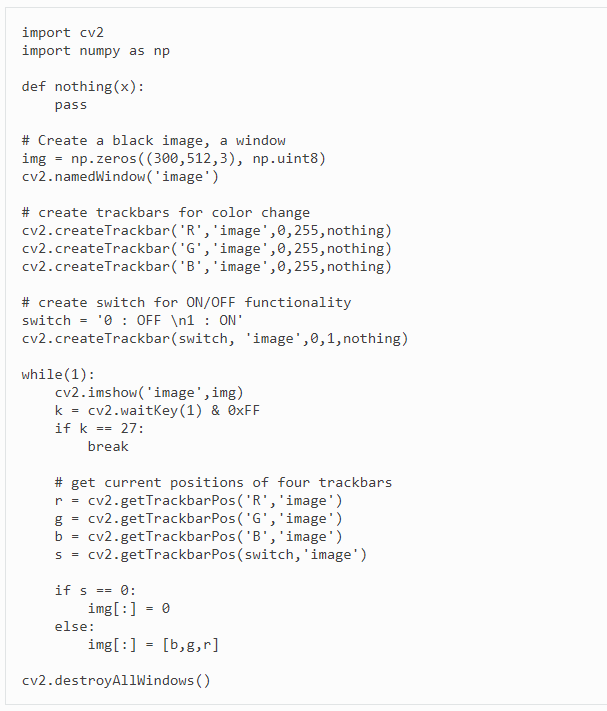 import cv2
import numpy as np

def nothing(x):
    pass

# Create a black image, a window
img = np.zeros((300,512,3), np.uint8)
cv2.namedWindow('image')

# create trackbars for color change
cv2.createTrackbar('R','image',0,255,nothing)
cv2.createTrackbar('G','image',0,255,nothing)
cv2.createTrackbar('B','image',0,255,nothing)

# create switch for ON/OFF functionality
switch = '0 : OFF \n1 : ON'
cv2.createTrackbar(switch, 'image',0,1,nothing)

while(1):
    cv2.imshow('image',img)
    k = cv2.waitKey(1) & 0xFF
    if k == 27:
        break

    # get current positions of four trackbars
    r = cv2.getTrackbarPos('R','image')
    g = cv2.getTrackbarPos('G','image')
    b = cv2.getTrackbarPos('B','image')
    s = cv2.getTrackbarPos(switch,'image')

    if s == 0:
        img[:] = 0
    else:
        img[:] = [b,g,r]

cv2.destroyAllWindows()